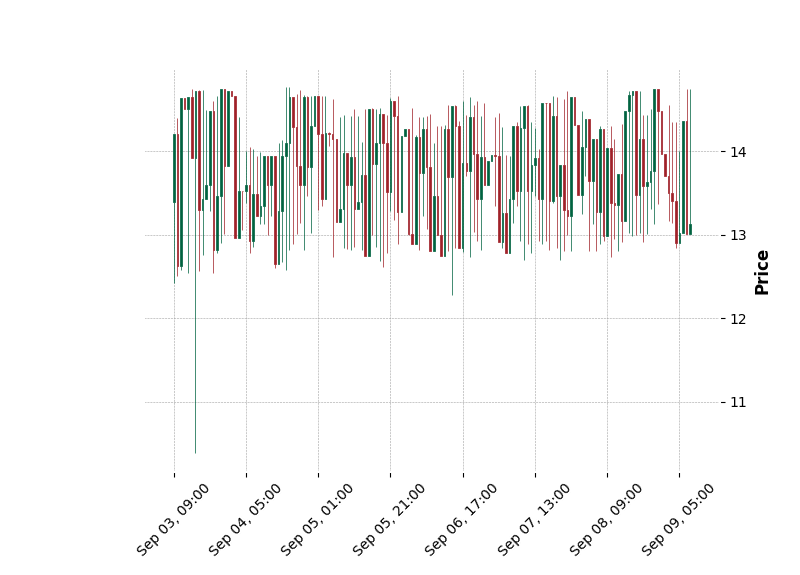 14
13
12
11
Price
Sep 03, 09:00
Sep 04, 05:00
Sep 05, 01:00
Sep 05, 21:00
Sep 06, 17:00
Sep 07, 13:00
Sep 08, 09:00
Sep 09, 05:00